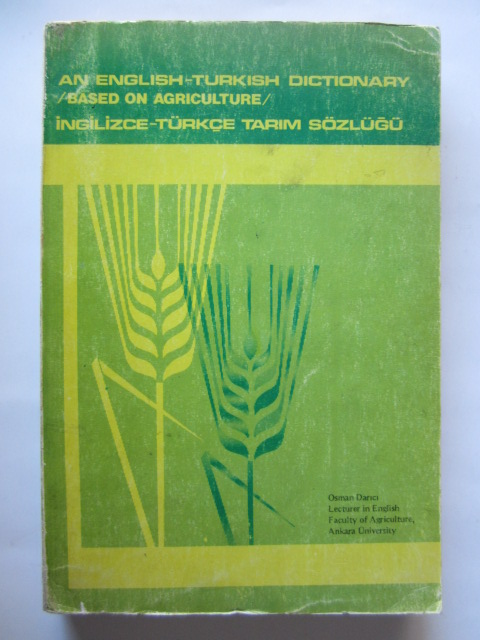 AN ENGLISH-TURKISH DICTIONARY
/BASED ON AGRICULTURE/
İNGİLİZCE-TÜRKÇE TARIM SÖZLÜĞÜ
Osman Darıcı
Lecturer in English
Faculty of Agriculture,
Ankara University